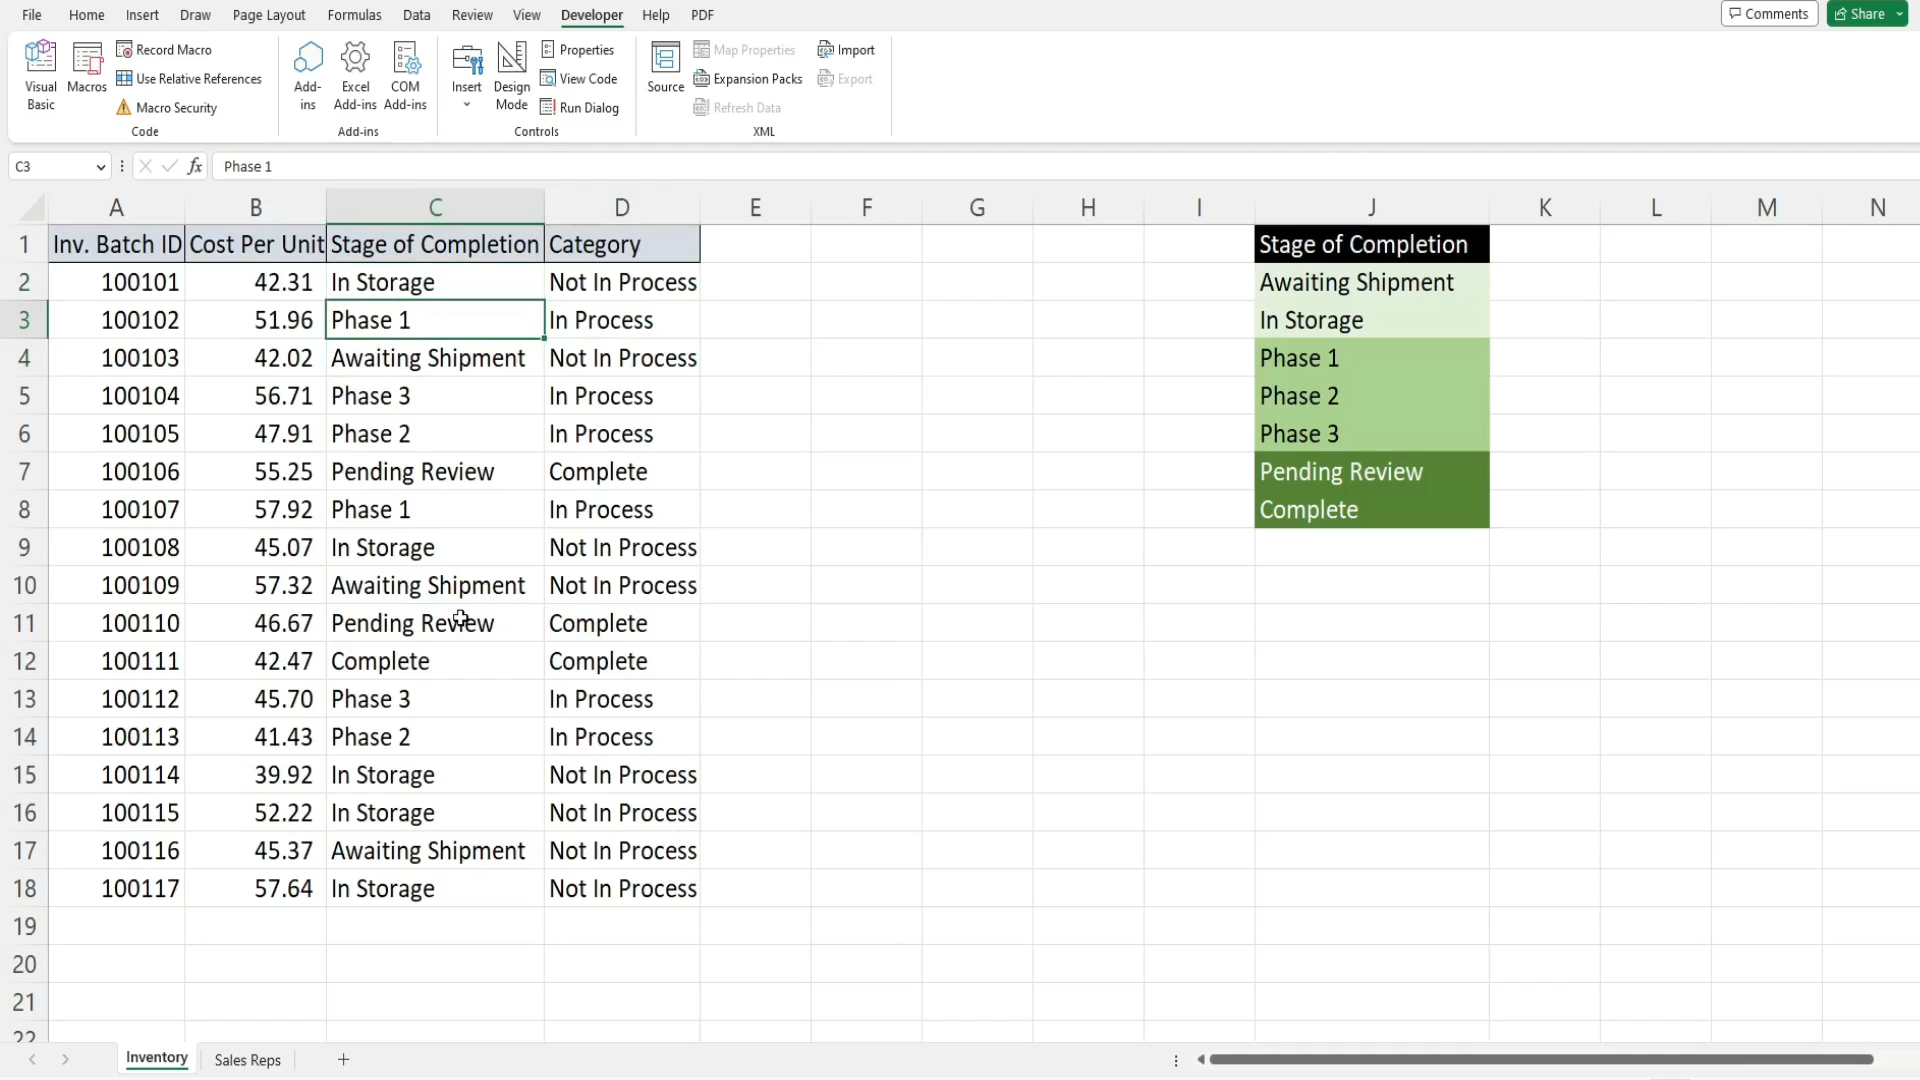 File Home Insert Draw Page Layout Formulas Data Review View Developer Help PDF Comments Share
Visual Basic
Macros
Record Macro
Use Relative References
Macro Security
Code
Add-ins
Excel Add-ins
COM Add-ins
Add-ins
Insert
Design Mode
Properties
View Code
Run Dialog
Controls
Source
Map Properties
Expansion Packs
Refresh Data
Import
Export
XML
C3 fx Phase 1
A B C D E F G H I J K L M N
1 Inv. Batch ID Cost Per Unit Stage of Completion Category Stage of Completion
2 100101 42.31 In Storage Not In Process Awaiting Shipment
3 100102 51.96 Phase 1 In Process In Storage
4 100103 42.02 Awaiting Shipment Not In Process Phase 1
5 100104 56.71 Phase 3 In Process Phase 2
6 100105 47.91 Phase 2 In Process Phase 3
7 100106 55.25 Pending Review Complete Pending Review
8 100107 57.92 Phase 1 In Process Complete
9 100108 45.07 In Storage Not In Process
10 100109 57.32 Awaiting Shipment Not In Process
11 100110 46.67 Pending Review Complete
12 100111 42.47 Complete Complete
13 100112 45.70 Phase 3 In Process
14 100113 41.43 Phase 2 In Process
15 100114 39.92 In Storage Not In Process
16 100115 52.22 In Storage Not In Process
17 100116 45.37 Awaiting Shipment Not In Process
18 100117 57.64 In Storage Not In Process
19
20
21
22
Inventory Sales Reps